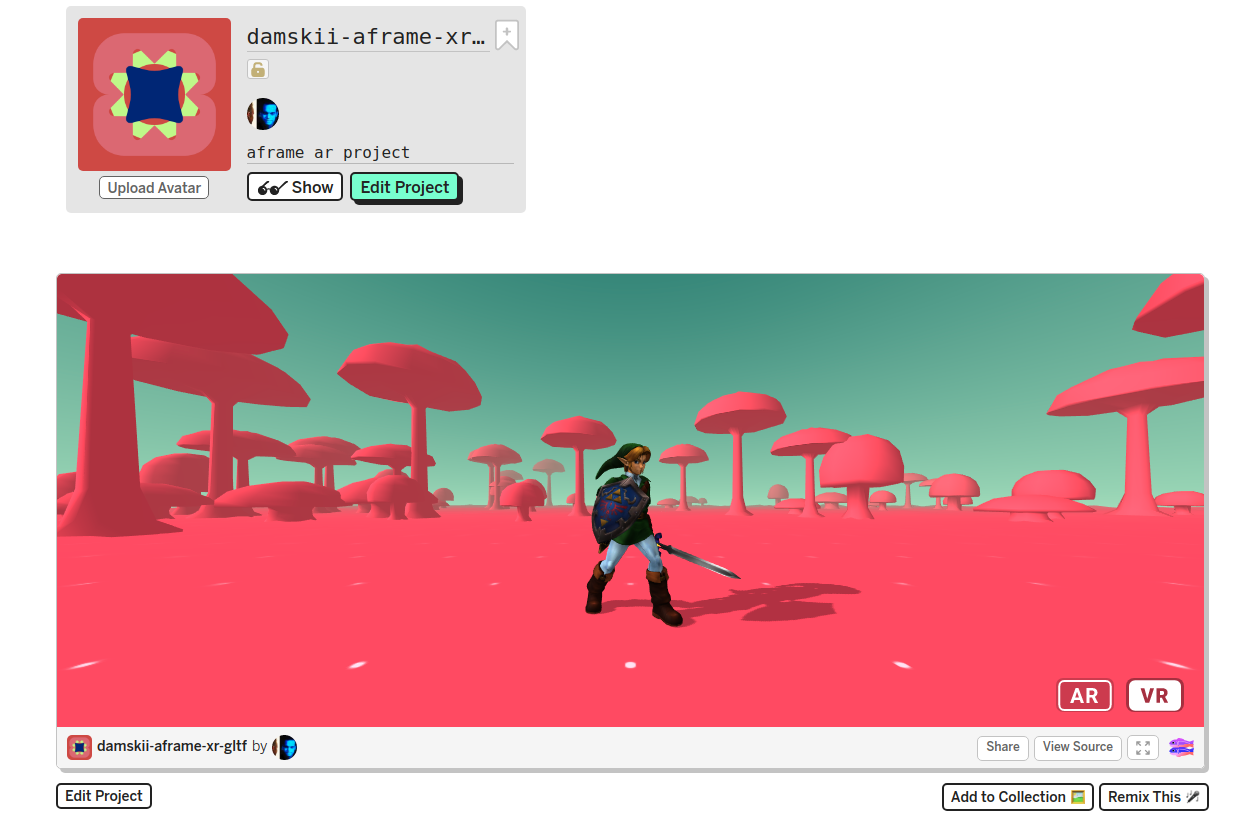 damskii-aframe-xr…
aframe ar project
Upload Avatar
Show
Edit Project
AR
VR
damskii-aframe-xr-gltf by
Share
View Source
Edit Project
Add to Collection
Remix This